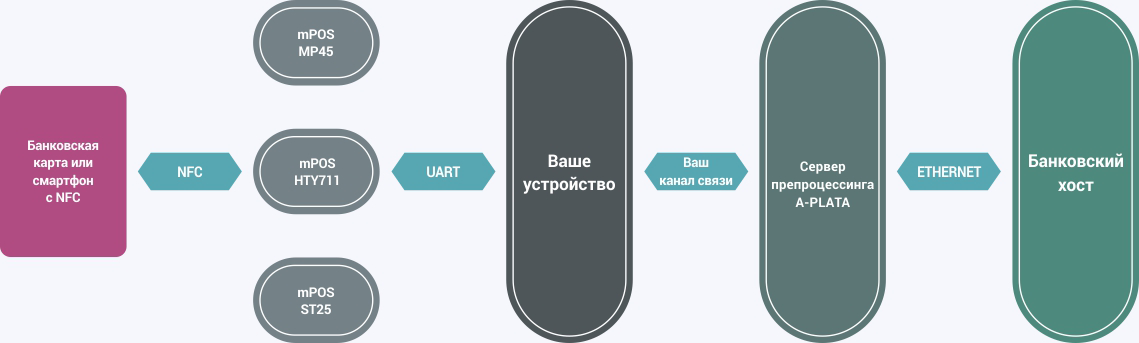 Банковская
карта или
смартфон
с NFC
NFC
mPOS
MP45
mPOS
HTY711
mPOS
ST25
UART
Ваше
устройство
Ваш
канал связи
Сервер
препроцессинга
A-PLATA
ETHERNET
Банковский
хост